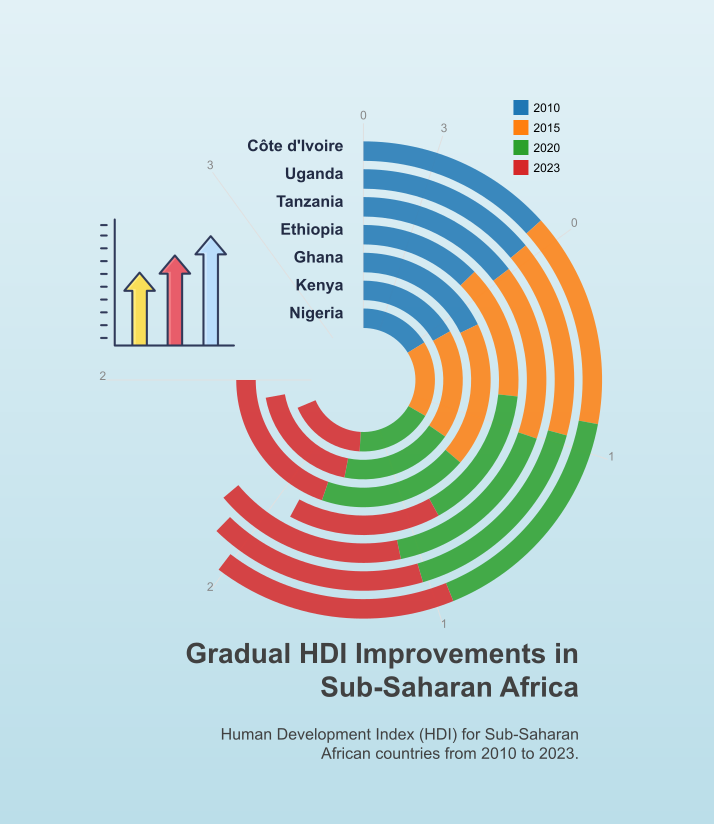 0
3
0
1
1
2
2
3
2010
2015
2020
2023
Côte d'Ivoire
Uganda
Tanzania
Ethiopia
Ghana
Kenya
Nigeria
Gradual HDI Improvements in
Sub-Saharan Africa
Human Development Index (HDI) for Sub-Saharan
African countries from 2010 to 2023.